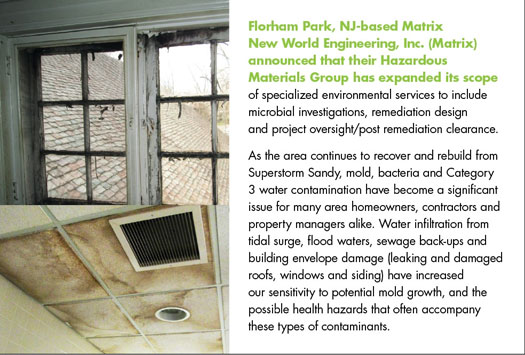 Florham Park, NJ-based Matrix
New World Engineering, Inc. (Matrix)
announced that their Hazardous
Materials Group has expanded its scope
of specialized environmental services to include
microbial investigations, remediation design
and project oversight/post remediation clearance.
As the area continues to recover and rebuild from
Superstorm Sandy, mold, bacteria and Category
3 water contamination have become a significant
issue for many area homeowners, contractors and
property managers alike. Water infiltration from
tidal surge, flood waters, sewage back-ups and
building envelope damage (leaking and damaged
roofs, windows and siding) have increased
our sensitivity to potential mold growth, and the
possible health hazards that often accompany
these types of contaminants.